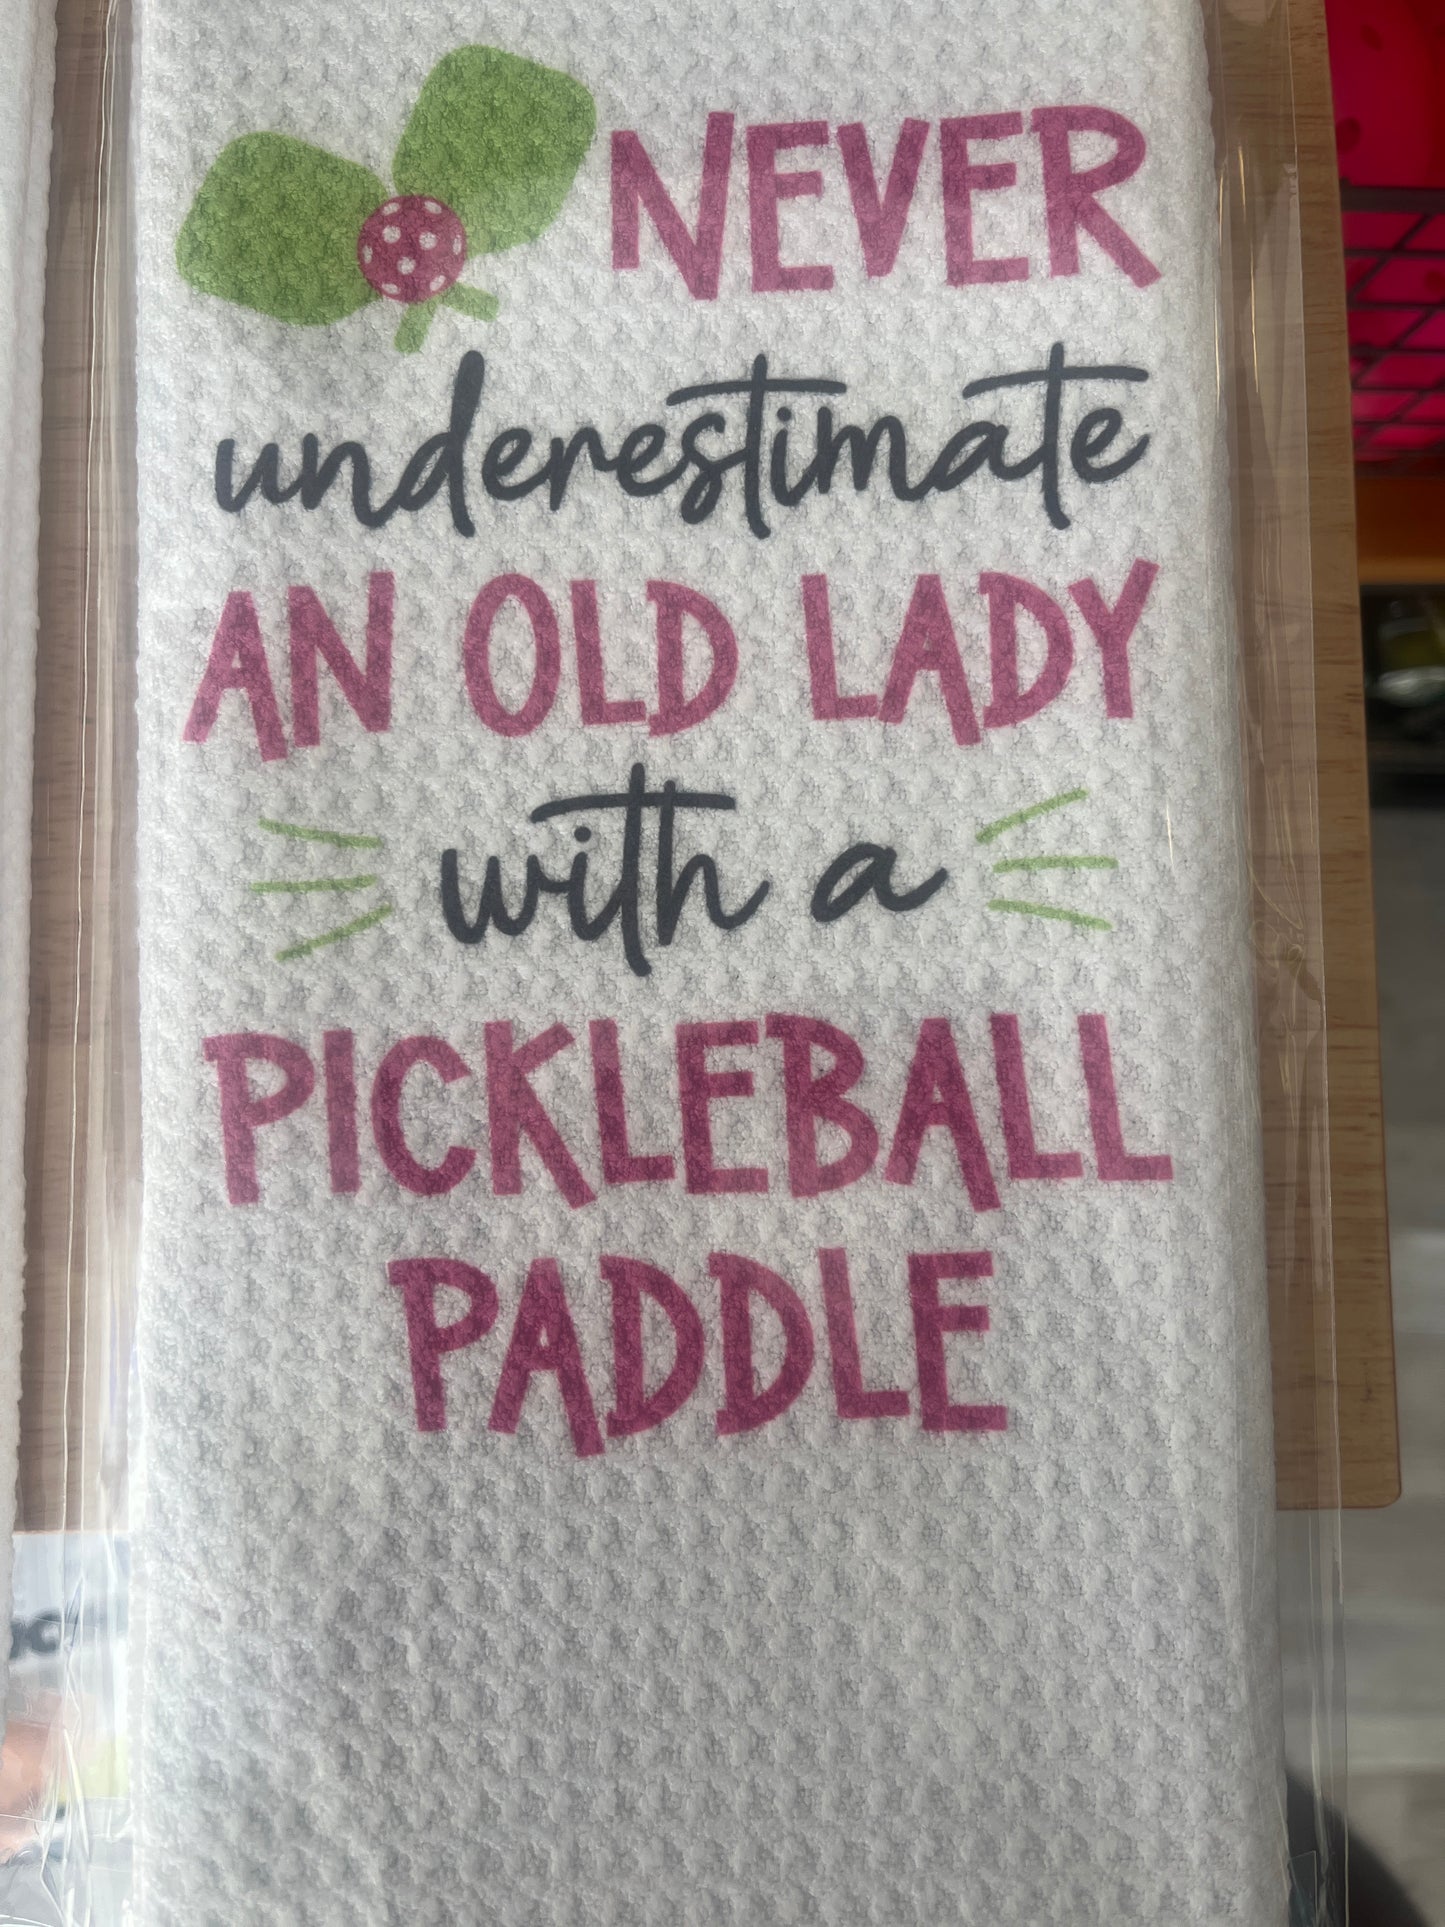 NEVER
underestimate
AN OLD LADY
with a
PICKLEBALL
PADDLE